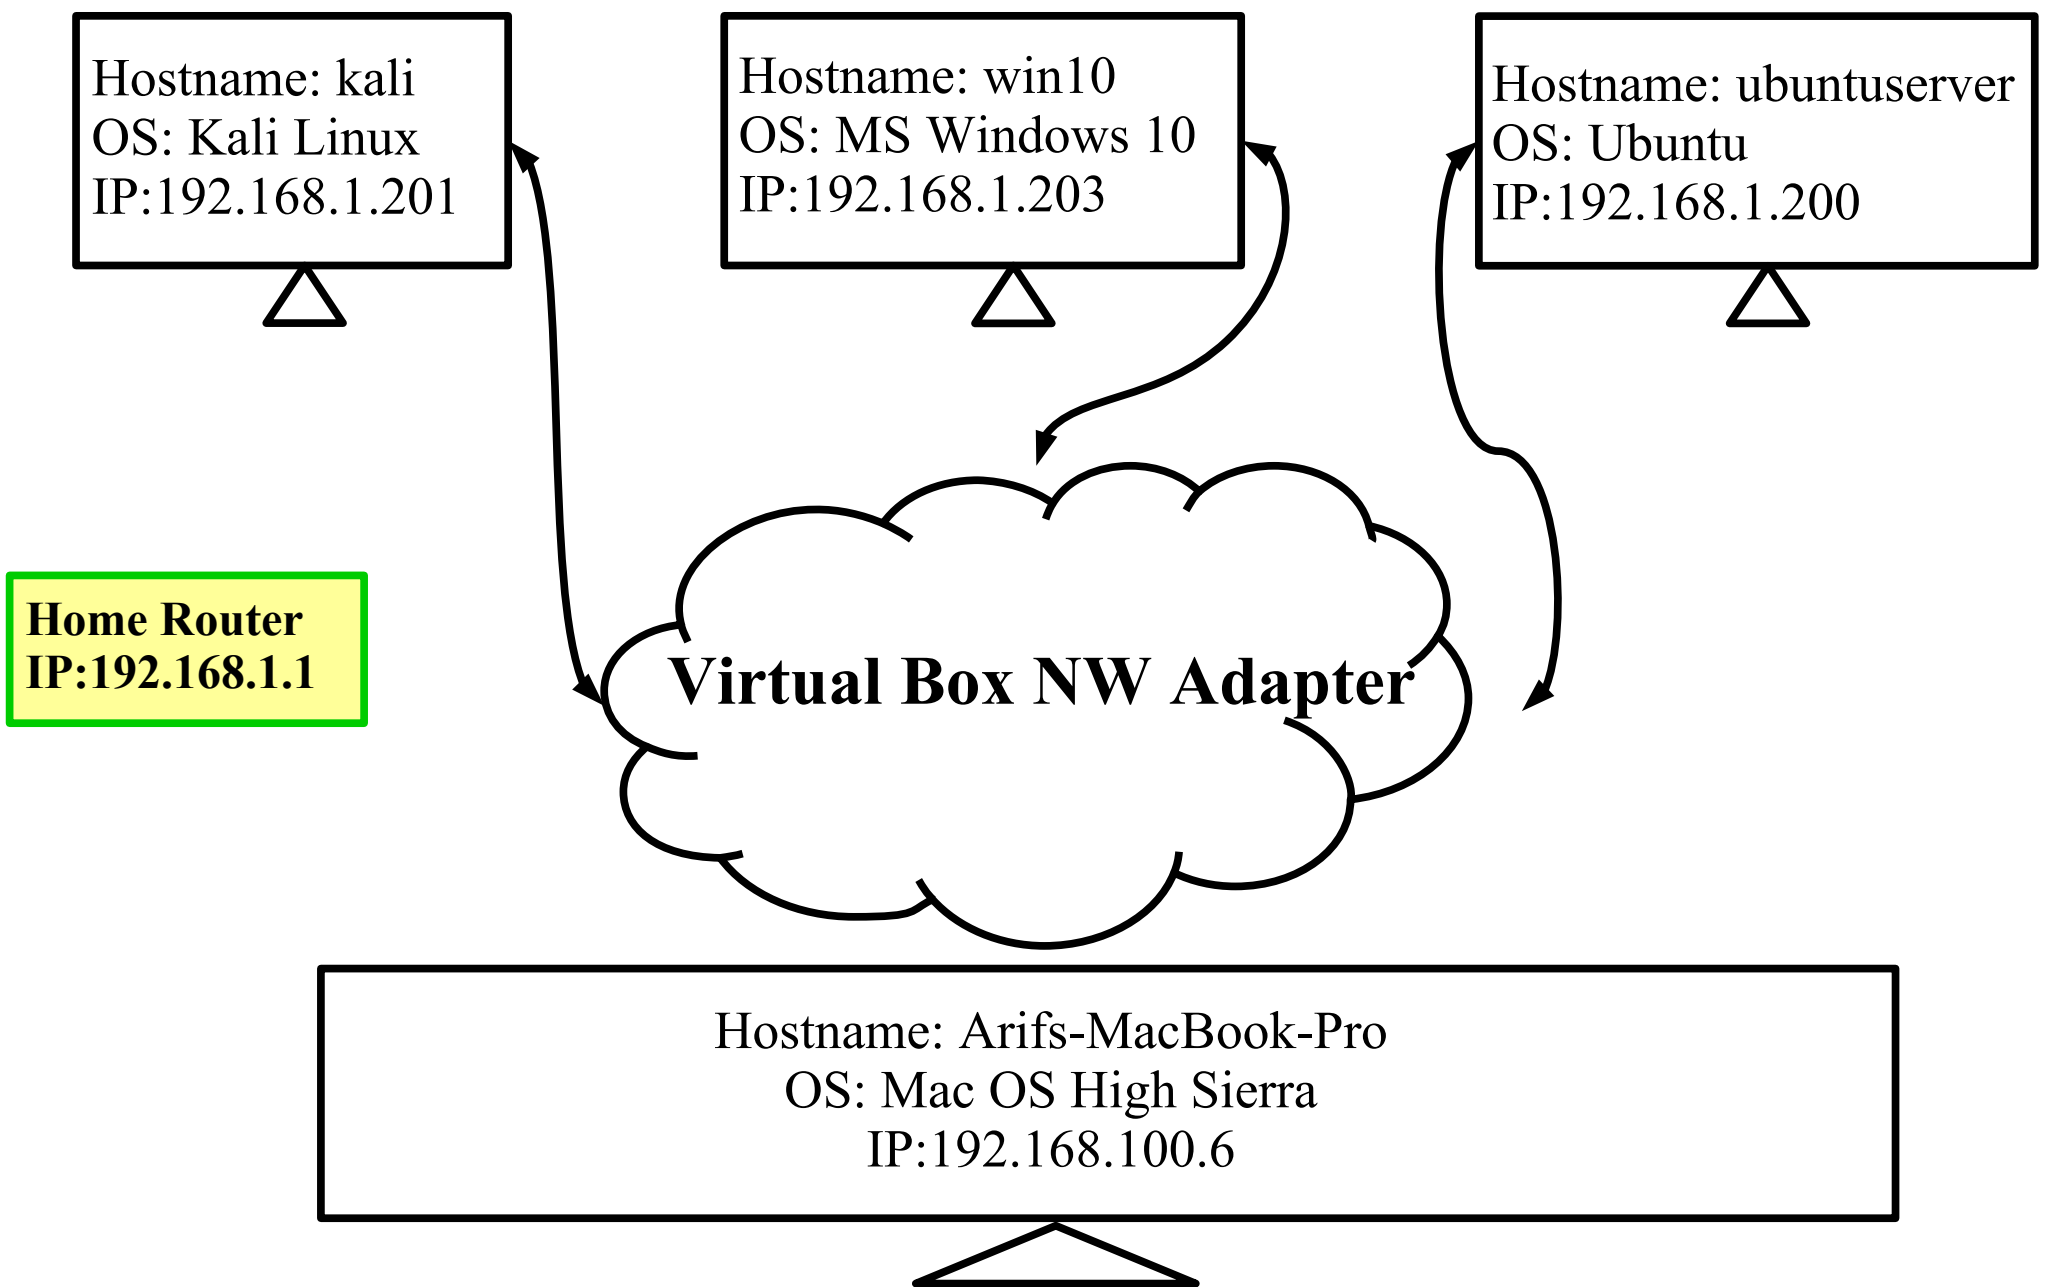 Hostname: kali
OS: Kali Linux
IP:192.168.1.201
Hostname: win10
OS: MS Windows 10
IP:192.168.1.203
Hostname: ubuntuserver
OS: Ubuntu
IP:192.168.1.200
Home Router
IP:192.168.1.1
Virtual Box NW Adapter
Hostname: Arifs-MacBook-Pro
OS: Mac OS High Sierra
IP:192.168.100.6